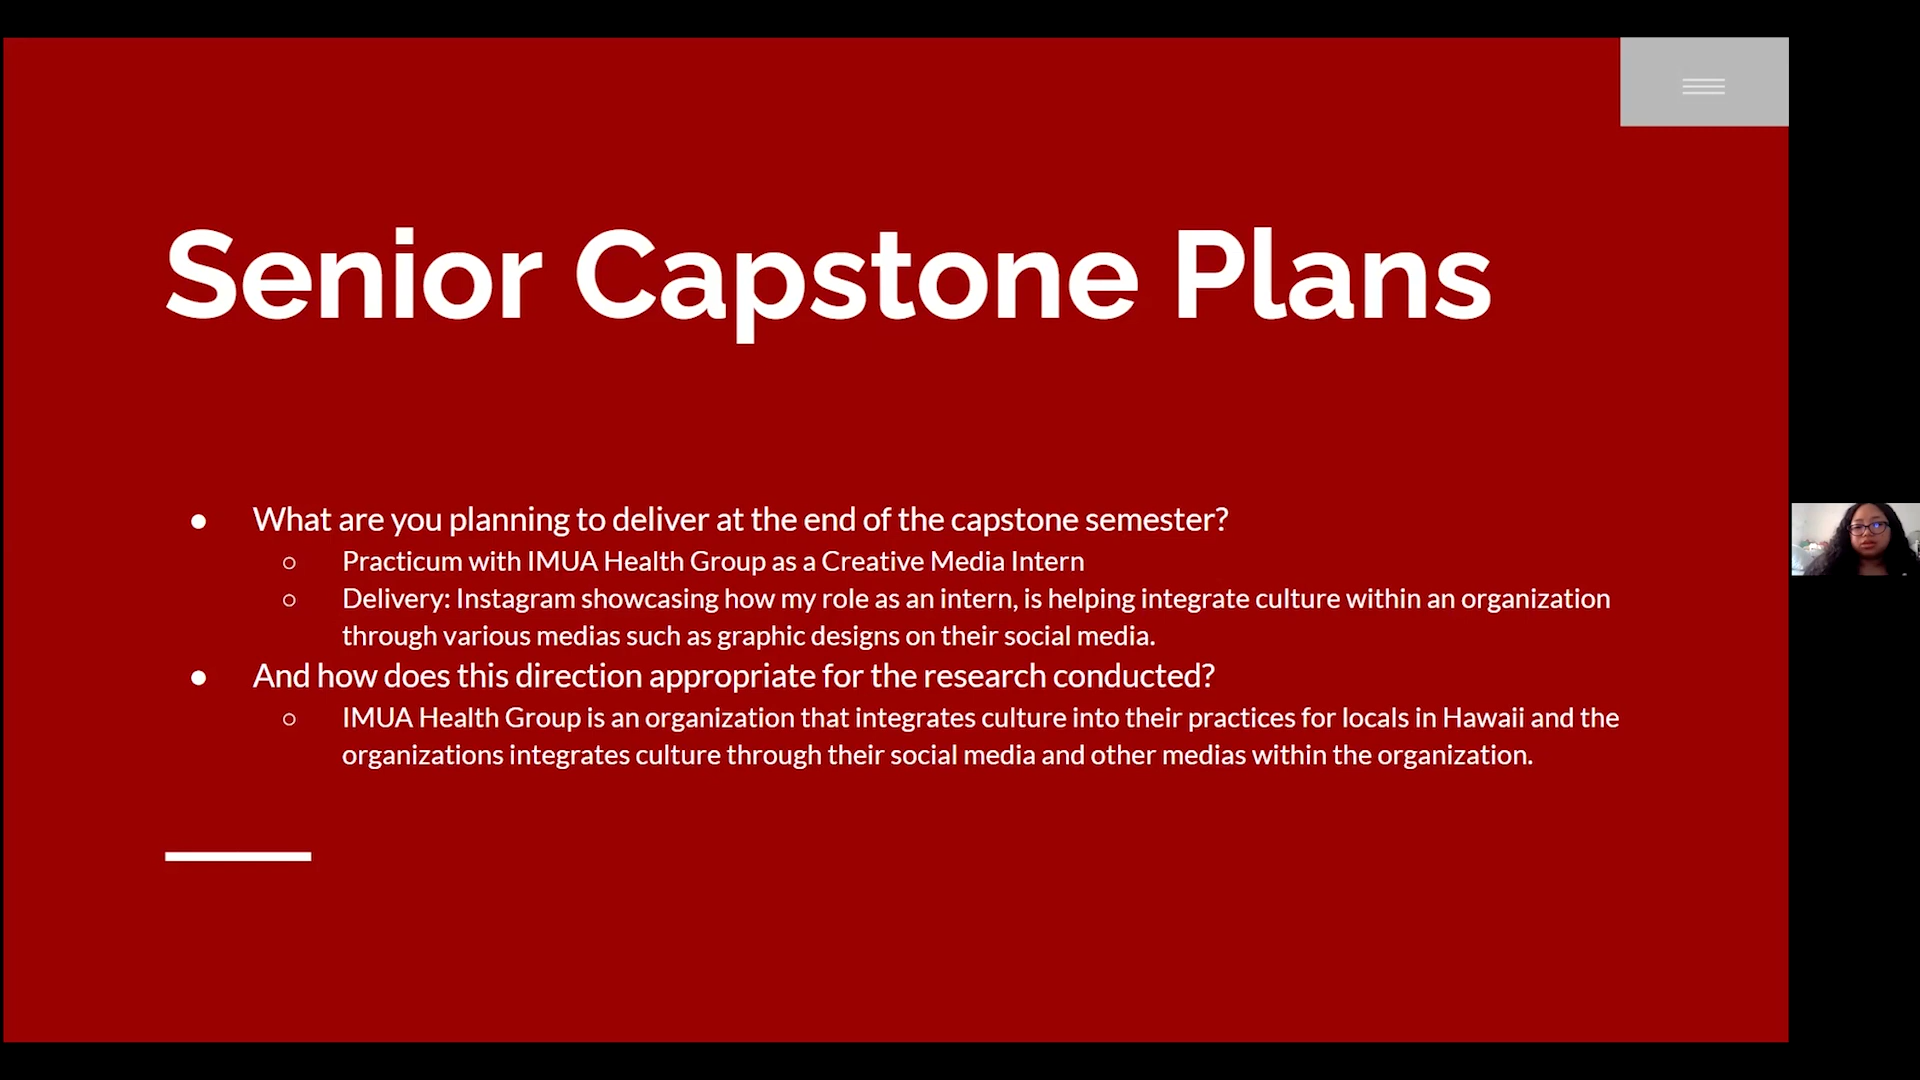 Senior Capstone Plans
● What are you planning to deliver at the end of the capstone semester?
○ Practicum with IMUA Health Group as a Creative Media Intern
○ Delivery: Instagram showcasing how my role as an intern, is helping integrate culture within an organization
through various medias such as graphic designs on their social media.
● And how does this direction appropriate for the research conducted?
○ IMUA Health Group is an organization that integrates culture into their practices for locals in Hawaii and the
organizations integrates culture through their social media and other medias within the organization.